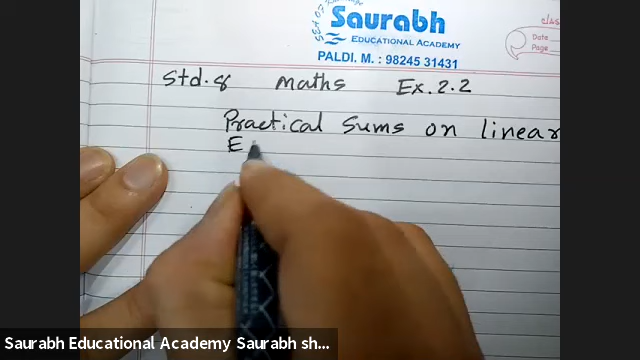 Saurabh
EDUCATIONAL ACADEMY
PALDI. M. : 98245 31431
Date
Page
Std. 8 Maths Ex. 2.2
Practical Sums on linear
E
Saurabh Educational Academy Saurabh sh...